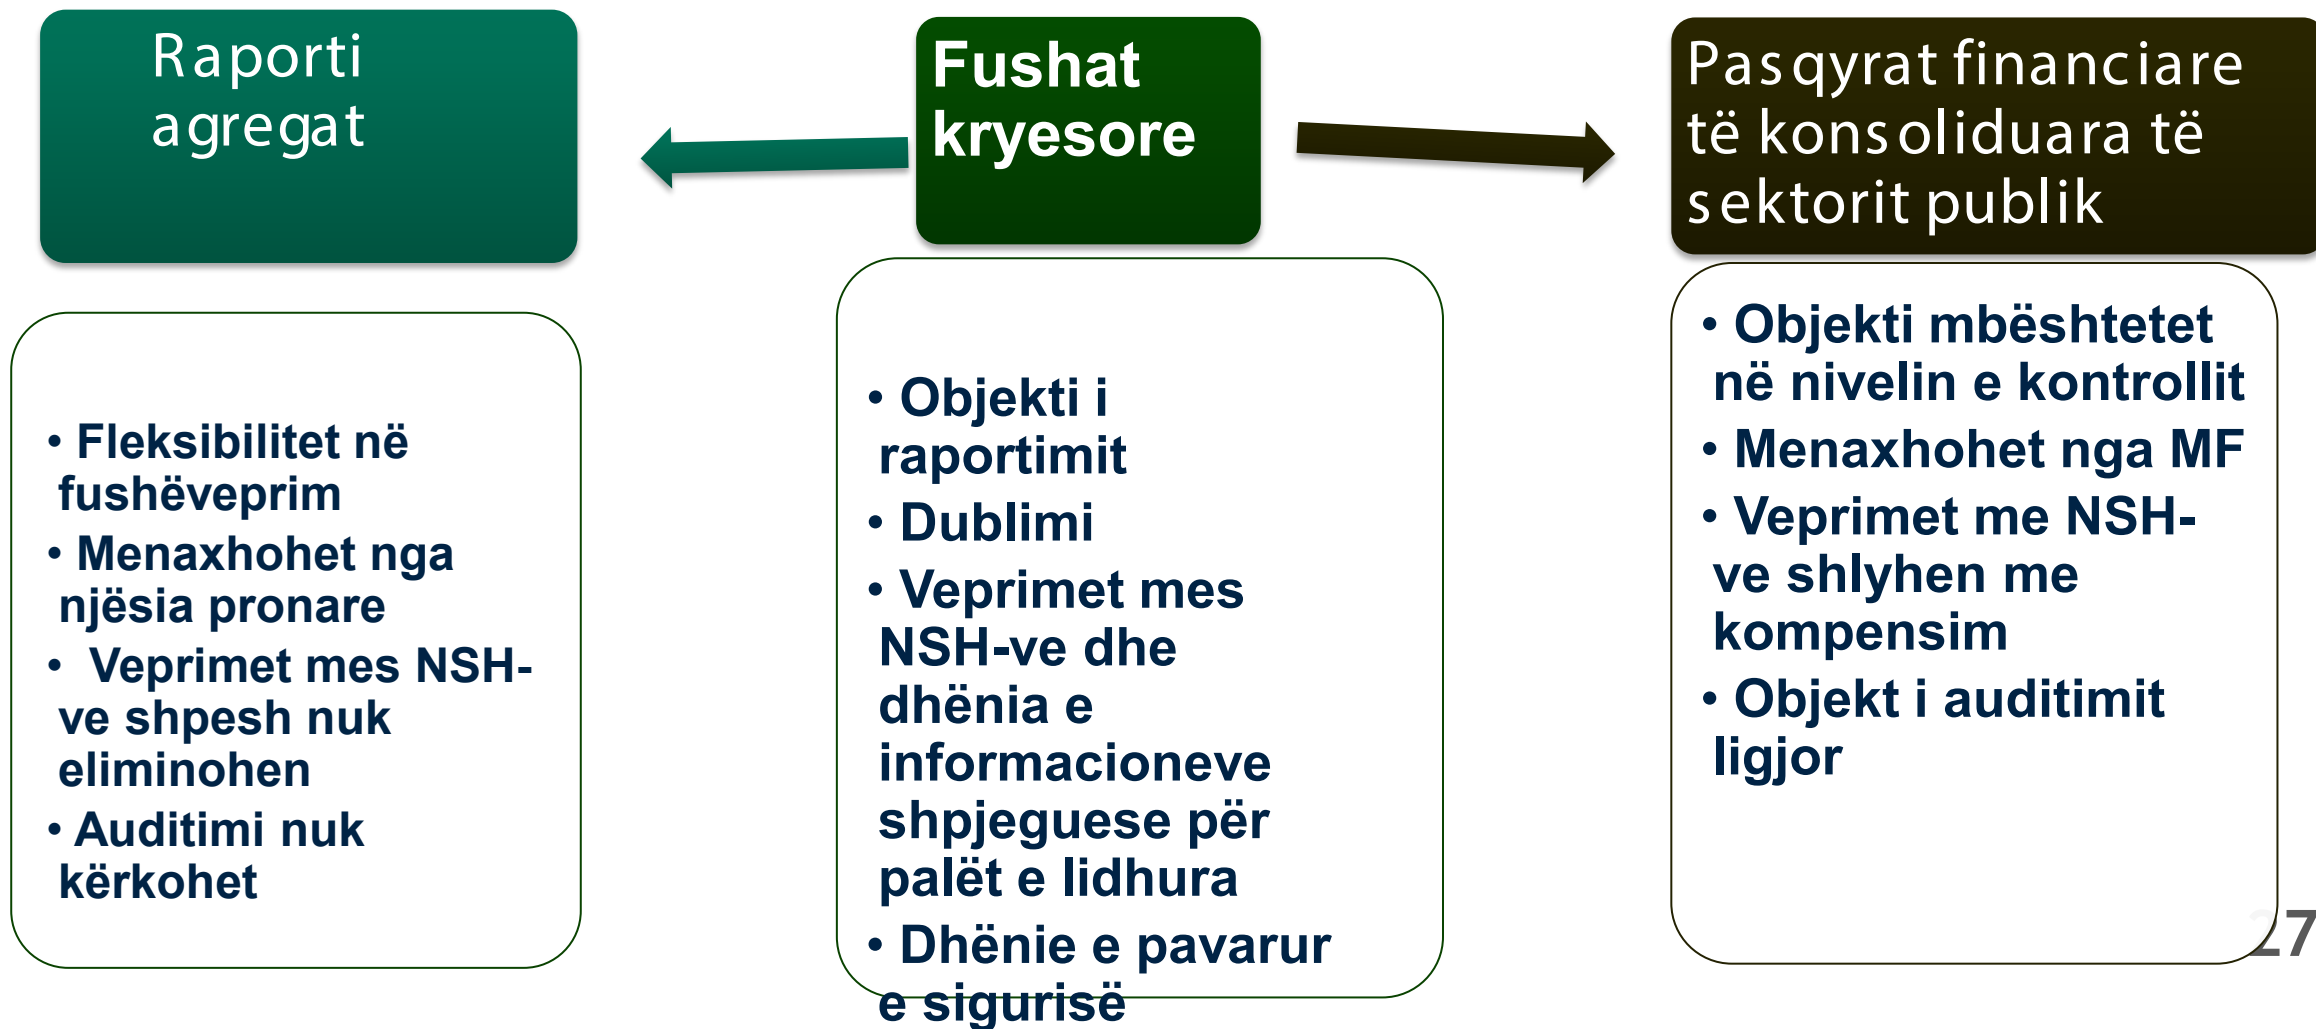 Raporti
agregat
• Fleksibilitet në
fushëveprim
• Menaxhohet nga
njësia pronare
• Veprimet mes NSH-
ve shpesh nuk
eliminohen
• Auditimi nuk
kërkohet
Fushat
kryesore
• Objekti i
raportimit
• Dublimi
• Veprimet mes
NSH-ve dhe
dhënia e
informacioneve
shpjeguese për
palët e lidhura
• Dhënie e pavarur
e sigurisë
Pasqyrat financiare
të konsoliduara të
sektorit publik
• Objekti mbështetet
në nivelin e kontrollit
• Menaxhohet nga MF
• Veprimet me NSH-
ve shlyhen me
kompensim
• Objekt i auditimit
ligjor
27